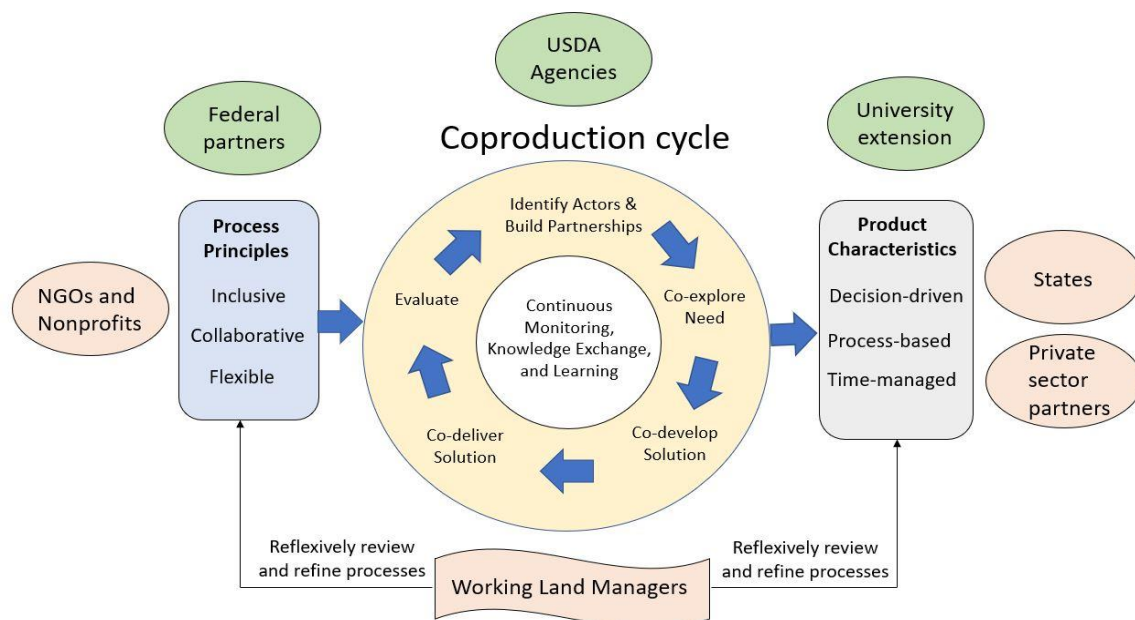 USDA
Agencies
Federal
partners
University
extension
Coproduction cycle
Process
Principles
Inclusive
Collaborative
Flexible
NGOs and
Nonprofits
Identify Actors &
Build Partnerships
Co-explore
Need
Co-develop
Solution
Co-deliver
Solution
Evaluate
Continuous
Monitoring,
Knowledge Exchange,
and Learning
Product
Characteristics
Decision-driven
Process-based
Time-managed
States
Private
sector
partners
Reflexively review
and refine processes
Working Land Managers
Reflexively review
and refine processes